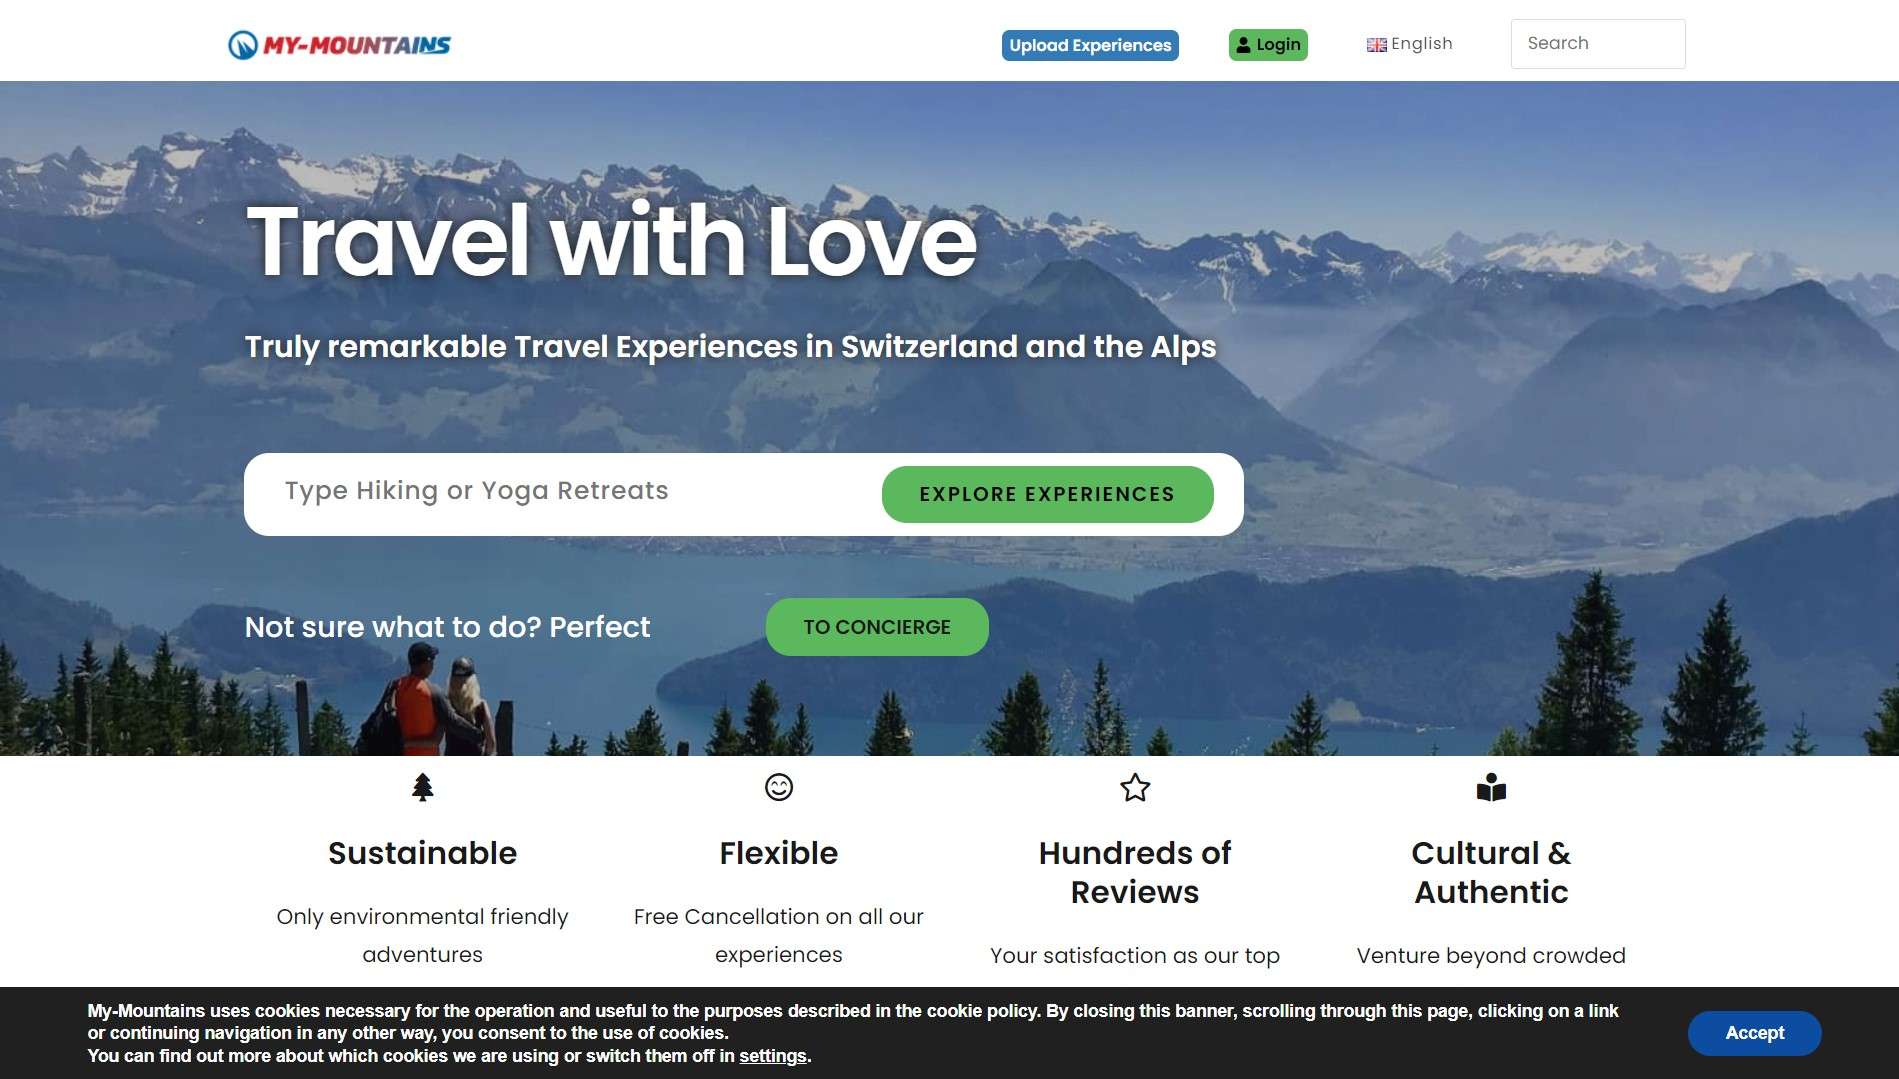 MY-MOUNTAINS
Upload Experiences
Login
English
Search
Travel with Love
Truly remarkable Travel Experiences in Switzerland and the Alps
Type Hiking or Yoga Retreats
EXPLORE EXPERIENCES
Not sure what to do? Perfect
TO CONCIERGE
Sustainable
Only environmental friendly
adventures
Flexible
Free Cancellation on all our
experiences
Hundreds of
Reviews
Your satisfaction as our top
Cultural &
Authentic
Venture beyond crowded
My-Mountains uses cookies necessary for the operation and useful to the purposes described in the cookie policy. By closing this banner, scrolling through this page, clicking on a link
or continuing navigation in any other way, you consent to the use of cookies.
You can find out more about which cookies we are using or switch them off in settings.
Accept